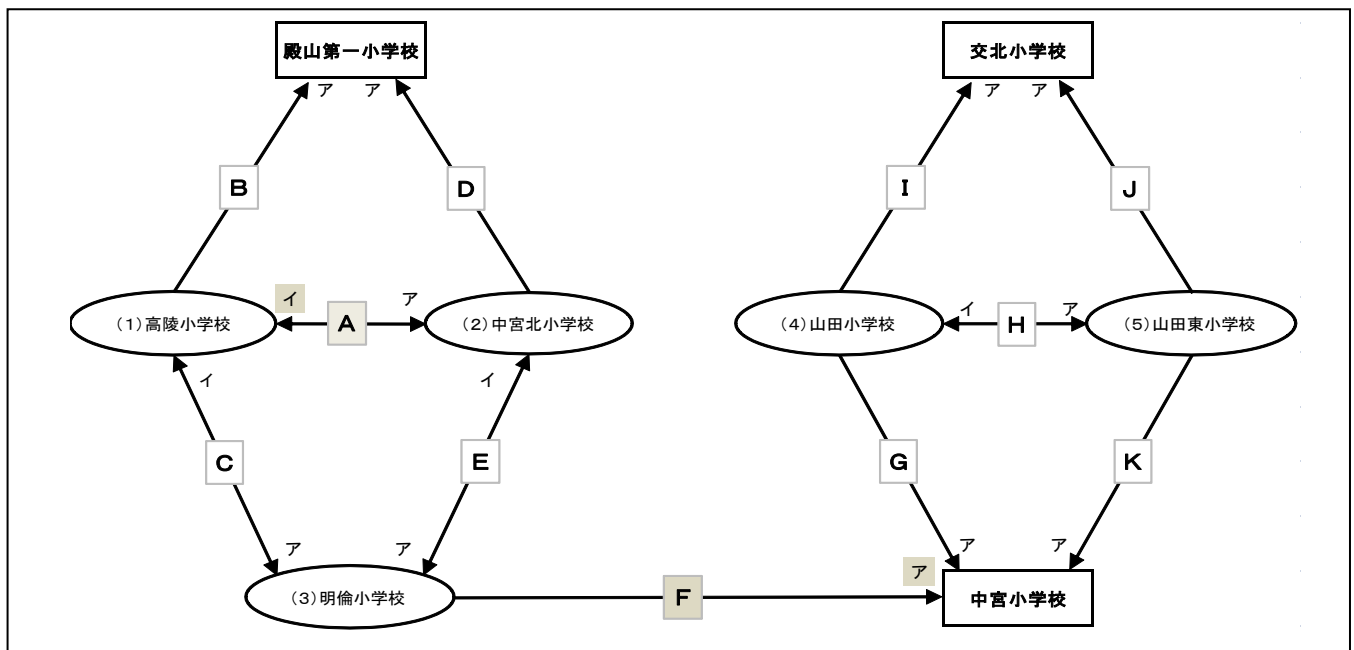 殿山第一小学校
交北小学校
ア ア
ア ア
B
D
I
J
イ
ア
(1)高陵小学校
A
(2)中宮北小学校
イ
ア
(4)山田小学校
H
(5)山田東小学校
イ
イ
C
E
G
K
ア
ア
ア
ア
ア
(3)明倫小学校
F
中宮小学校